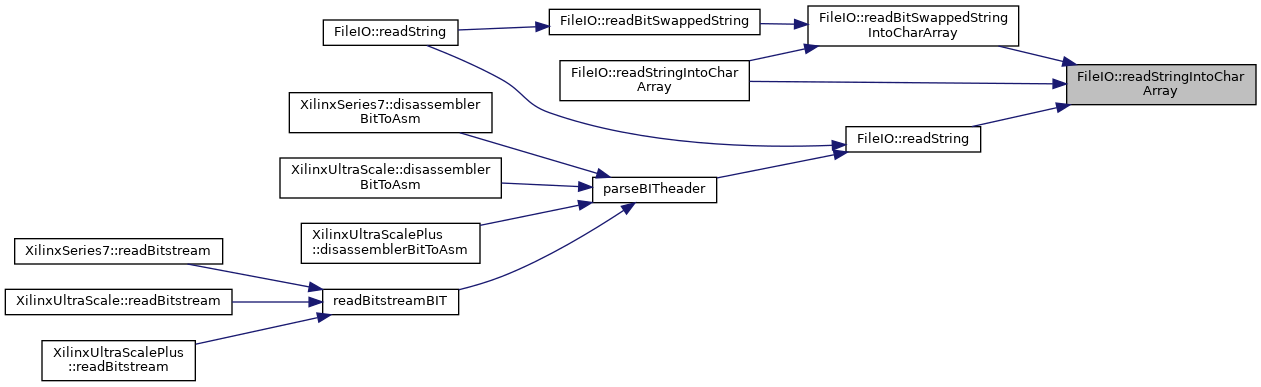 FileIO::readString
FileIO::readBitSwappedString
FileIO::readBitSwappedString
IntoCharArray
FileIO::readStringIntoChar
Array
FileIO::readStringIntoChar
Array
XilinxSeries7::disassembler
BitToAsm
FileIO::readString
XilinxUltraScale::disassembler
BitToAsm
parseBITheader
XilinxUltraScalePlus
::disassemblerBitToAsm
XilinxSeries7::readBitstream
XilinxUltraScale::readBitstream
readBitstreamBIT
XilinxUltraScalePlus
::readBitstream